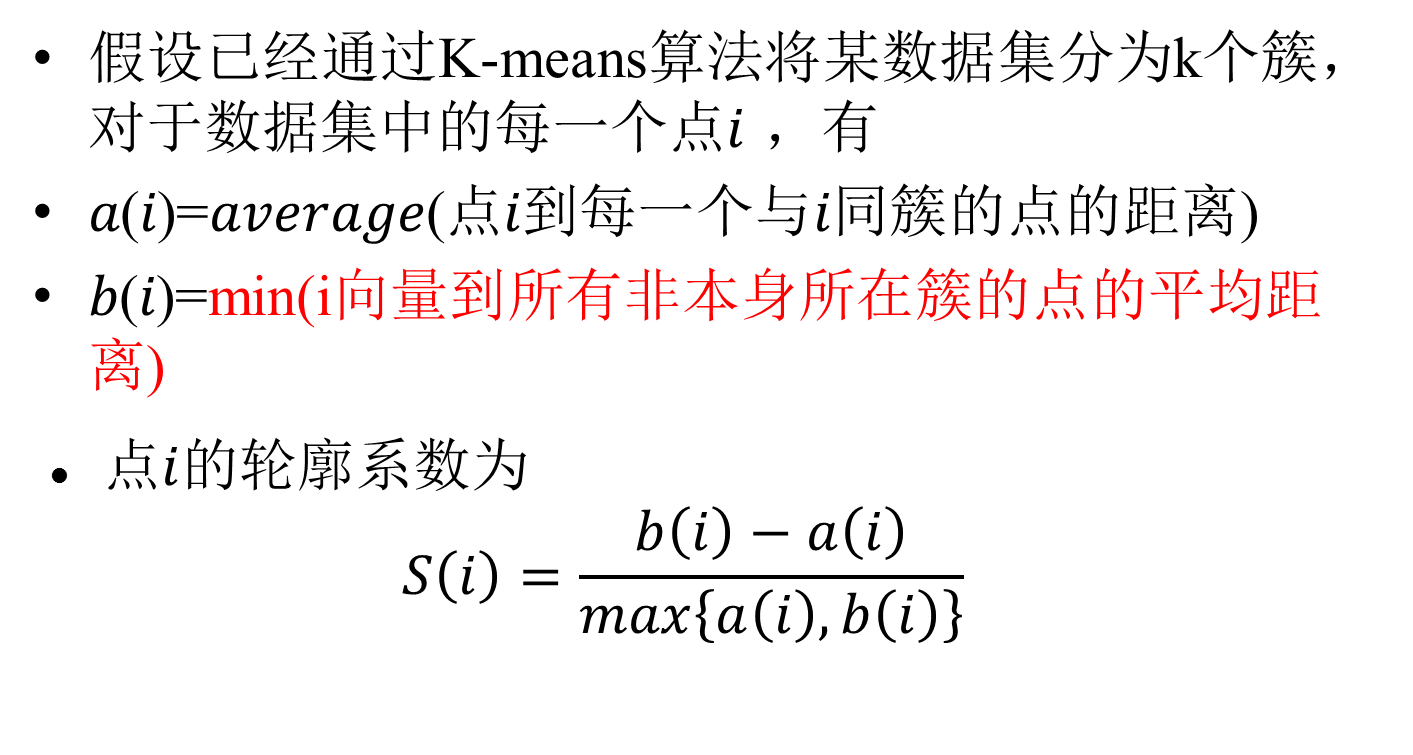 • 假设已经通过K-means算法将某数据集分为k个簇，
对于数据集中的每一个点i ，有
• a(i)=average(点i到每一个与i同簇的点的距离)
• b(i)=min(i向量到所有非本身所在簇的点的平均距
离)
• 点i的轮廓系数为
S(i) = \frac{b(i) − a(i)}{max{a(i), b(i)}}